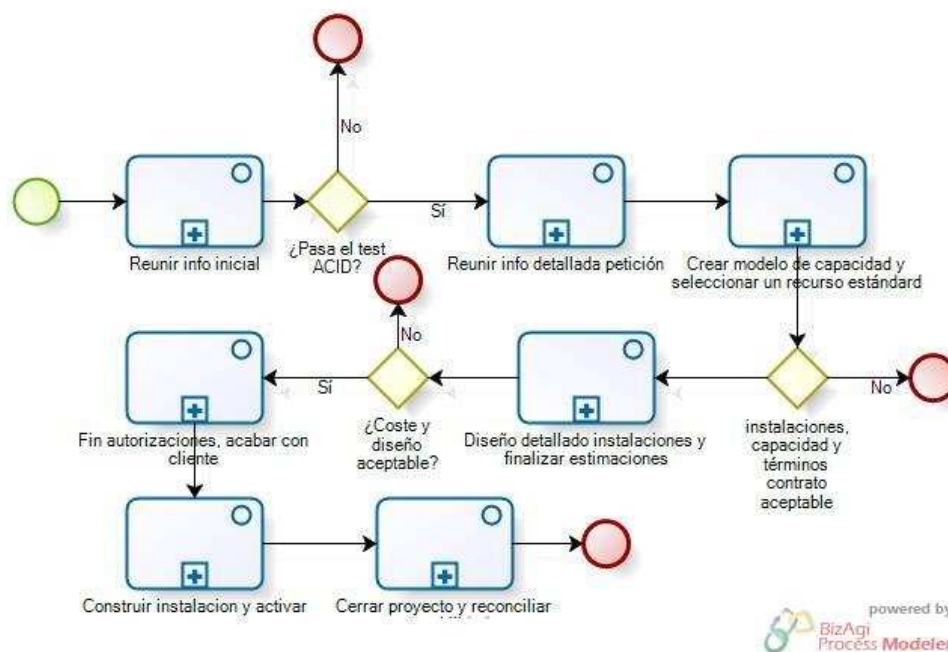 No
Sí
Reunir info inicial
¿Pasa el test
ACID?
Reunir info detallada petición
Crear modelo de capacidad y
seleccionar un recurso estándard
No
Sí
No
Fin autorizaciones, acabar con
cliente
¿Coste y
diseño
aceptable?
Diseño detallado instalaciones y
finalizar estimaciones
instalaciones,
capacidad y
términos
contrato
aceptable
Construir instalacion y activar
Cerrar proyecto y reconciliar
powered by
BizAgi
Process Modeler